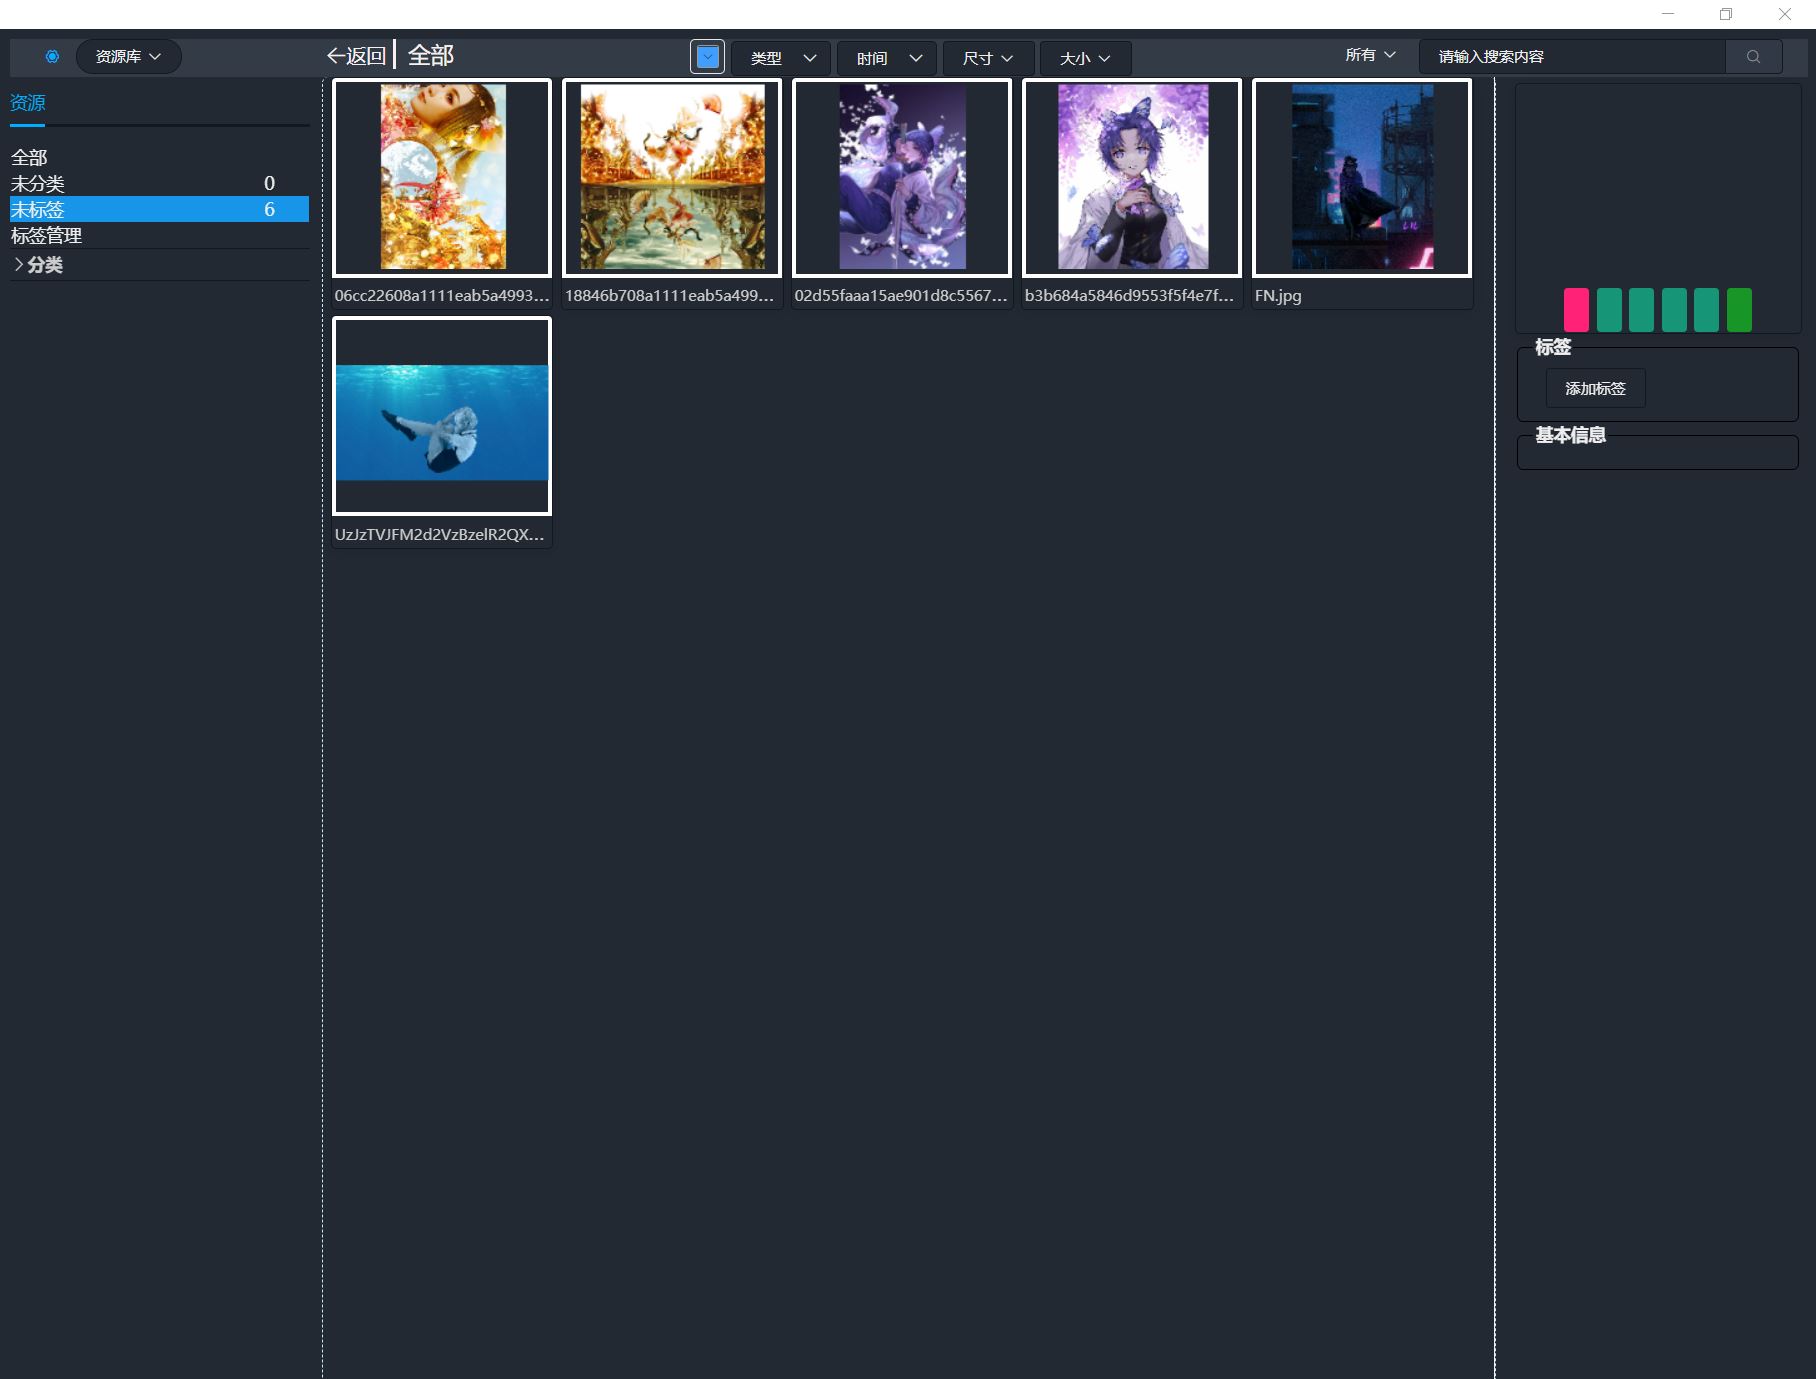 资源库
返回 全部
类型
时间
尺寸
大小
所有
请输入搜索内容
资源
全部
未分类 0
未标签 6
标签管理
分类
06cc22608a1111eab5a4993...
18846b708a1111eab5a499...
02d55faaa15ae901d8c5567...
b3b684a5846d9553f5f4e7f...
FN.jpg
UzJzTVJFM2d2VzBzelR2QX...
标签
添加标签
基本信息